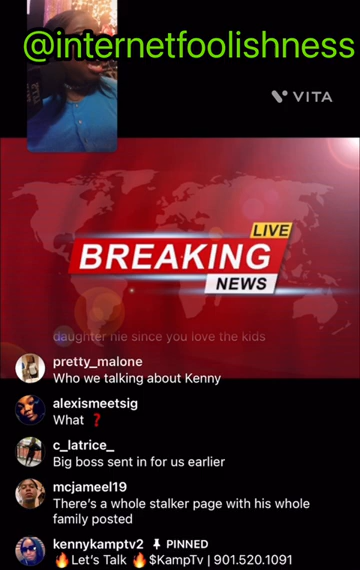 @internetfoolishness
VITA
LIVE
BREAKING
NEWS
daughter nie since you love the kids
pretty_malone
Who we talking about Kenny
alexismeetsig
What ❓
c_latrice_
Big boss sent in for us earlier
mcjameel19
There's a whole stalker page with his whole
family posted
kennykamptv2 📌 PINNED
🔥Let's Talk 🔥$KampTv | 901.520.1091